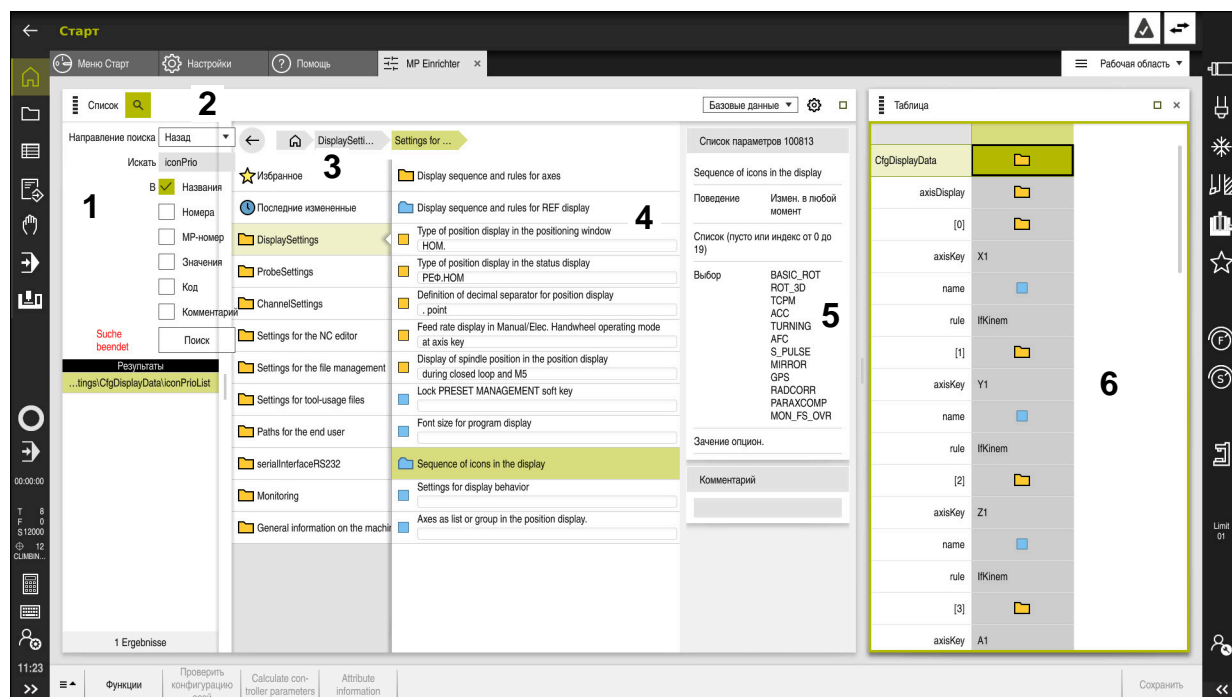 Старт
Меню Старт
Настройки
Помощь
MP Einrichter
Рабочая область
Список
2
Базовые данные
Таблица
Направление поиска
Назад
Искать
iconPrio
В
Названия
Номера
МР-номер
Значения
Код
Комментарий
1
Suche
beendet
Поиск
Результаты
...tings\CfgDisplayData\iconPrioList
1 Ergebnisse
DisplaySetti...
Settings for ...
3
Избранное
Последние измененные
DisplaySettings
ProbeSettings
ChannelSettings
Settings for the NC editor
Settings for the file management
Settings for tool-usage files
Paths for the end user
serialInterfaceRS232
Monitoring
General information on the machin
Display sequence and rules for axes
Display sequence and rules for REF display
4
Type of position display in the positioning window
НОМ.
Type of position display in the status display
РЕФ.НОМ
Definition of decimal separator for position display
. point
Feed rate display in Manual/Elec. Handwheel operating mode
at axis key
Display of spindle position in the position display
during closed loop and M5
Lock PRESET MANAGEMENT soft key
Font size for program display
Sequence of icons in the display
Settings for display behavior
Axes as list or group in the position display.
Список параметров 100813
Sequence of icons in the display
Поведение
Измен. в любой
момент
Список (пусто или индекс от 0 до
19)
Выбор
BASIC_ROT
ROT_3D
TCPM
ACC
TURNING
AFC
S_PULSE
MIRROR
GPS
RADCORR
PARAXCOMP
MON_FS_OVR
5
Зачение опцион.
Комментарий
CfgDisplayData
axisDisplay
[0]
axisKey X1
name
rule IfKinem
[1]
axisKey Y1
name
rule IfKinem
[2]
axisKey Z1
name
rule IfKinem
[3]
axisKey A1
6
00:00:00
T 8
F 0
S 12000
12
CLIMBIN...
11:23
F
S
Limit
01
Функции
Проверить
конфигурацию
осей
Calculate con-
troller parameters
Attribute
information
Сохранить